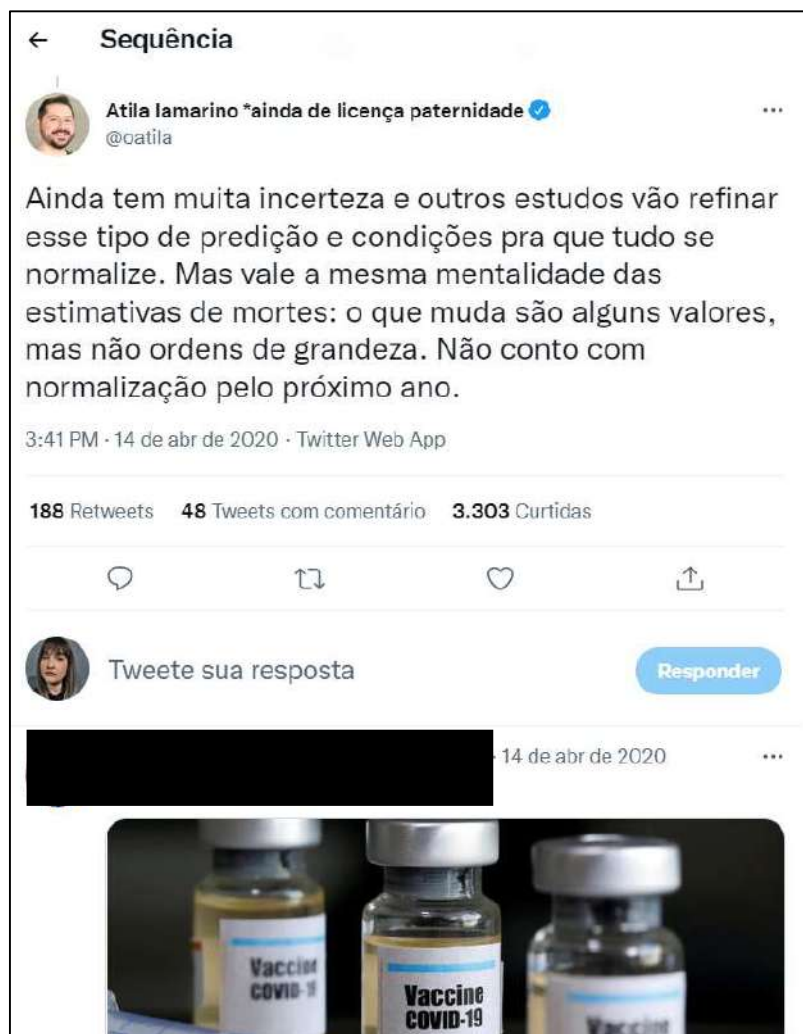 Sequência
Atila Iamarino *ainda de licença paternidade
@oatila
Ainda tem muita incerteza e outros estudos vão refinar
esse tipo de predição e condições pra que tudo se
normalize. Mas vale a mesma mentalidade das
estimativas de mortes: o que muda são alguns valores,
mas não ordens de grandeza. Não conto com
normalização pelo próximo ano.
3:41 PM · 14 de abr de 2020 · Twitter Web App
188 Retweets 48 Tweets com comentário 3.303 Curtidas
Tweete sua resposta
Responder
· 14 de abr de 2020
Vaccine
COVID-1
Vaccine
COVID-19
Vaccine